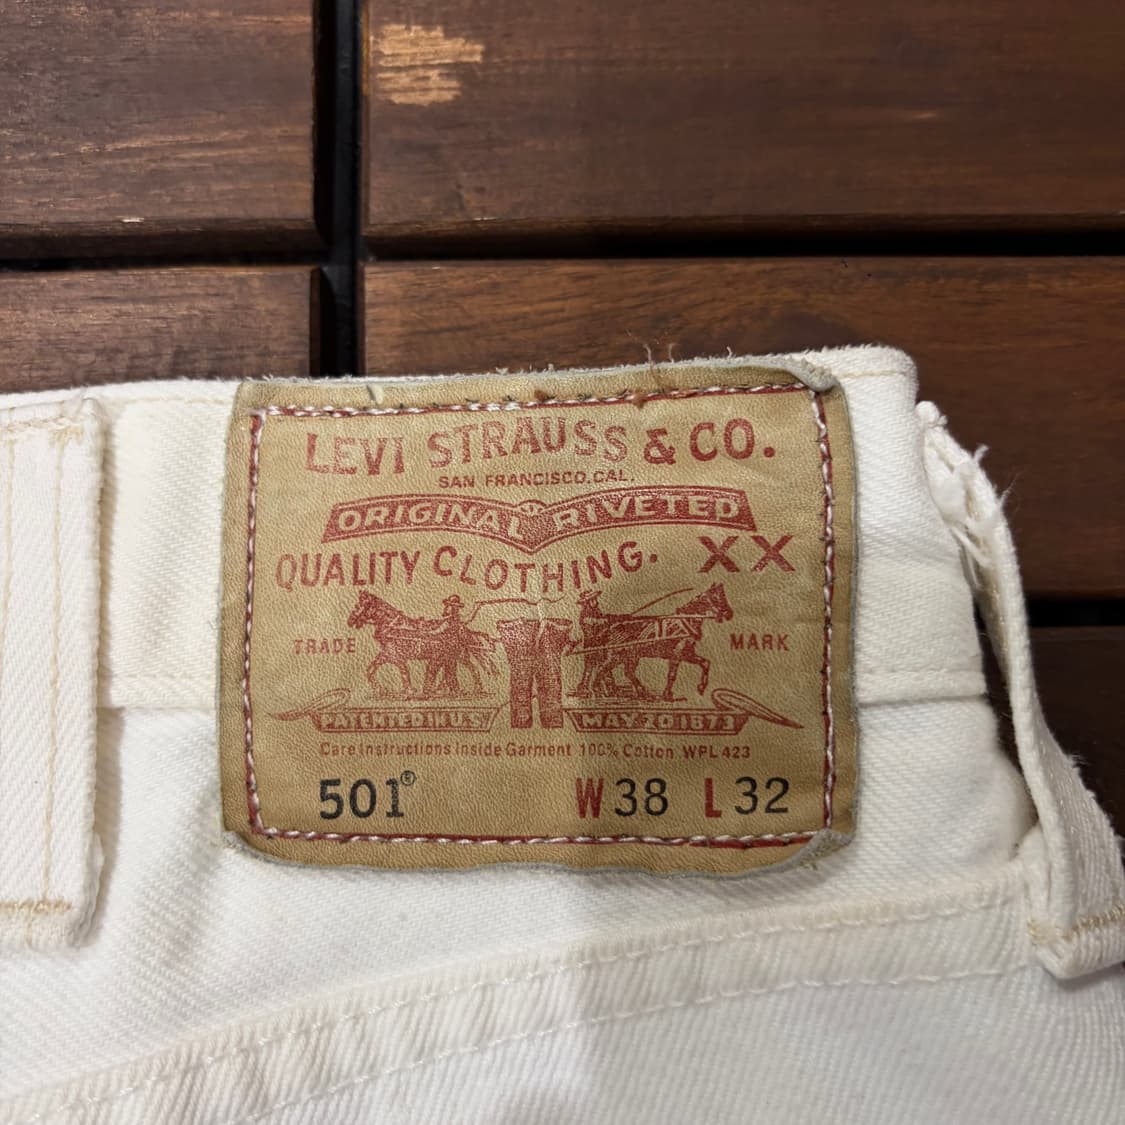 LEVI STRAUSS & CO.
SAN FRANCISCO, CAL.
ORIGINAL RIVETED
QUALITY CLOTHING. XX
TRADE MARK
PATENTED IN U.S. MAY 20 1873
Care Instructions Inside Garment 100% Cotton WPL 423
501® W38 L32